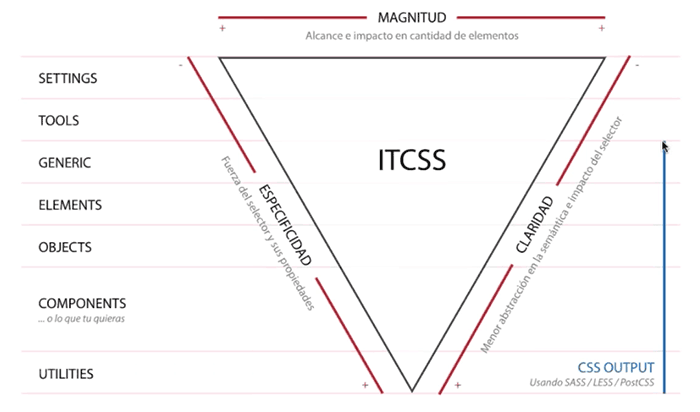 MAGNITUD
+ +
Alcance e impacto en cantidad de elementos
- -
SETTINGS
TOOLS
GENERIC
ELEMENTS
OBJECTS
COMPONENTS
... o lo que tu quieras
UTILITIES
ITCSS
ESPECIFICIDAD
Fuerza del selector y sus propiedades
+
CLARIDAD
Menor abstracción en la semántica e impacto del selector
+
CSS OUTPUT
Usando SASS / LESS / PostCSS